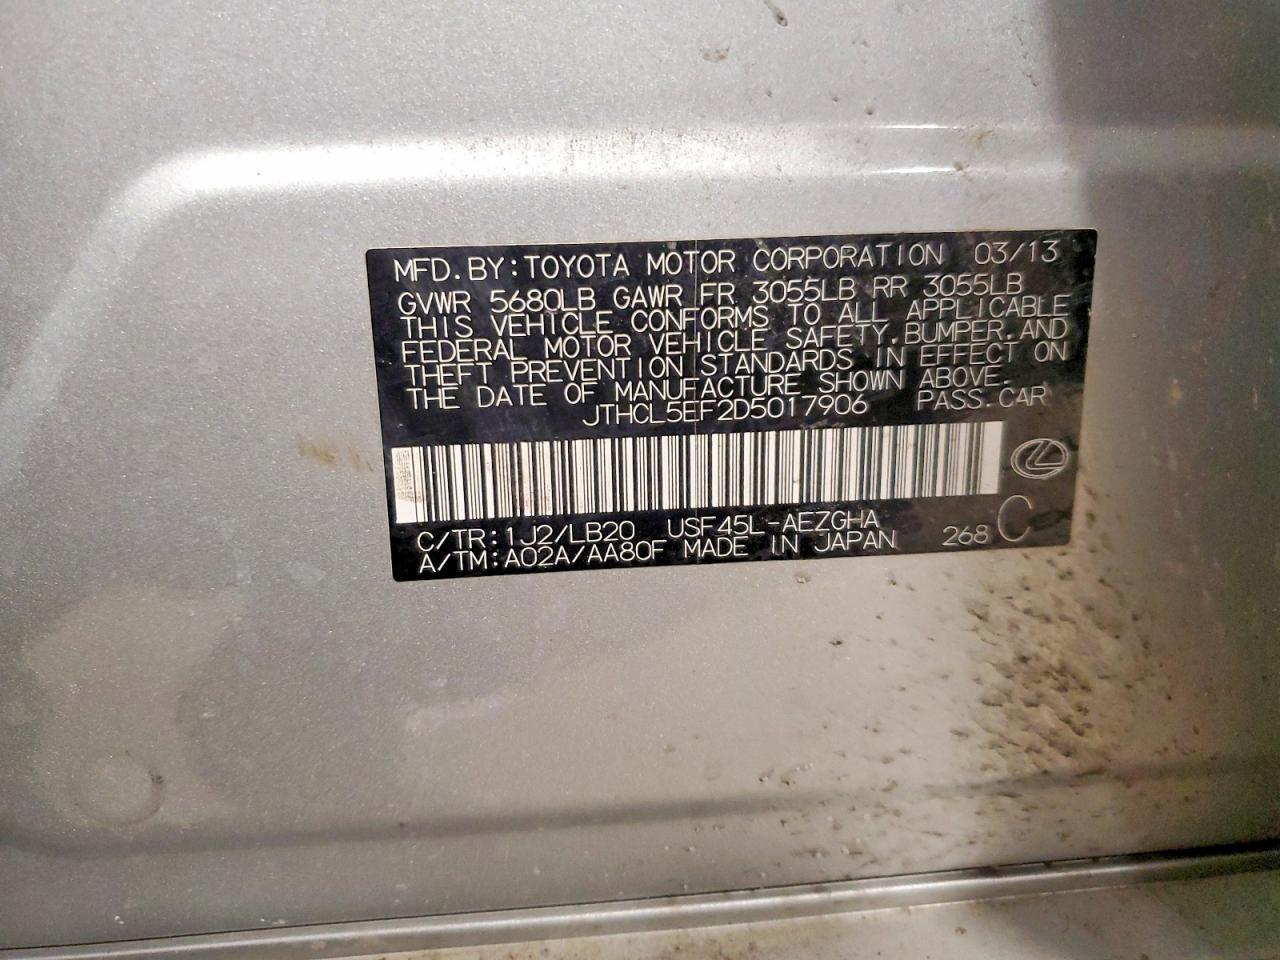 MFD. BY: TOYOTA MOTOR CORPORATION 03/13
GVWR 5680LB GAWR FR 3055LB RR 3055LB
THIS VEHICLE CONFORMS TO ALL APPLICABLE
FEDERAL MOTOR VEHICLE SAFETY, BUMPER, AND
THEFT PREVENTION STANDARDS IN EFFECT ON
THE DATE OF MANUFACTURE SHOWN ABOVE.
JTHCL5EF2D5017906 PASS. CAR
C/TR: 1J2/LB20 USF45L-AEZGHA
A/TM: A02A/AA80F MADE IN JAPAN 268 C